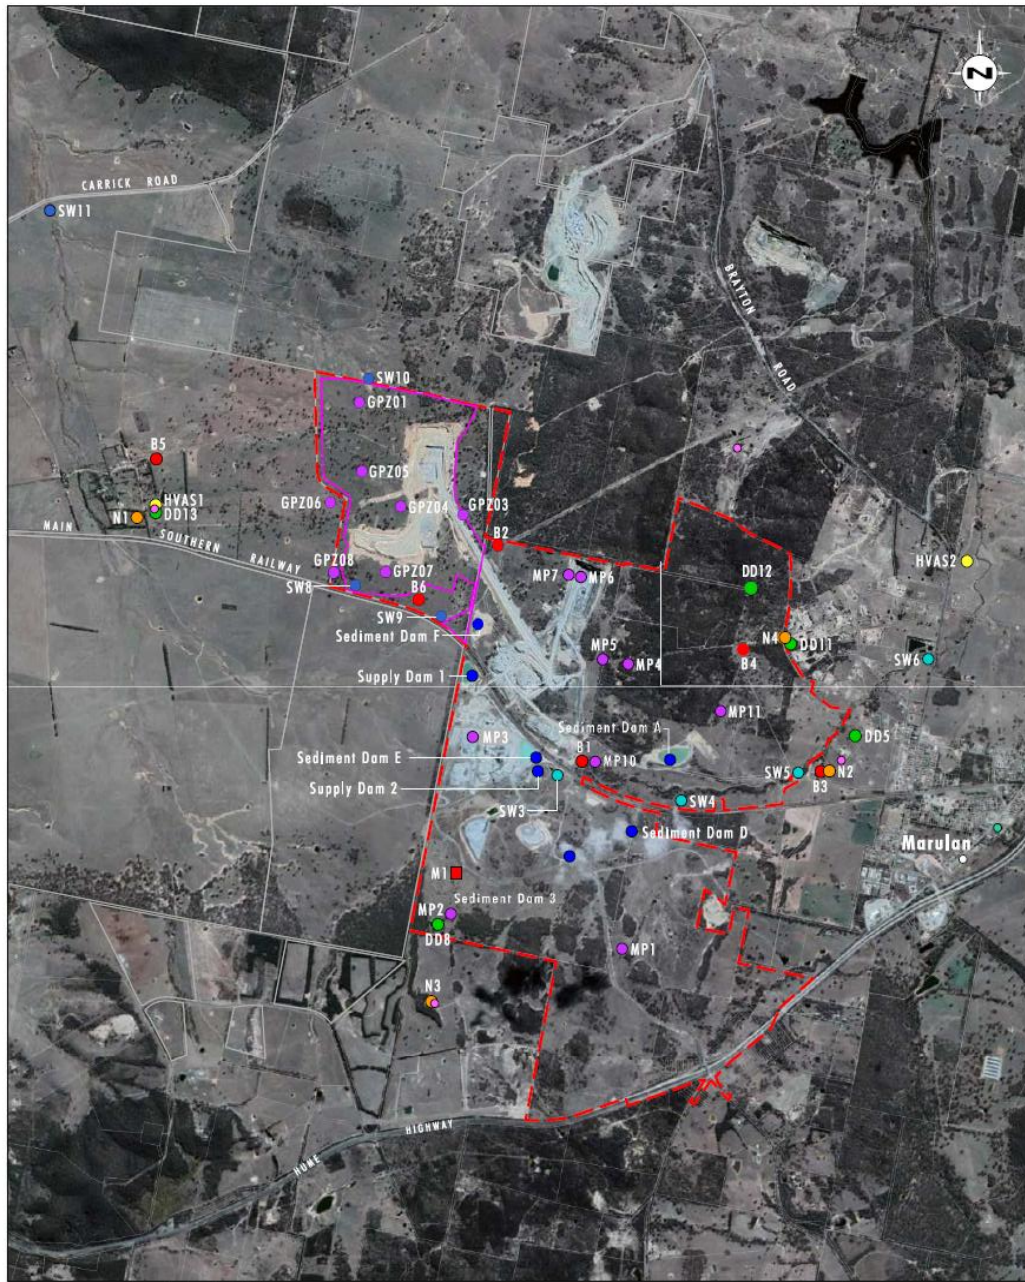 N
CARRICK ROAD
SW11
BRAYTON ROAD
SW10
GPZ01
B5
GPZ05
HVAS1
GPZ06
GPZ04
GPZ03
DD13
N1
MAIN SOUTHERN RAILWAY
B2
HVAS2
GPZ08
GPZ07
MP7
MP6
DD12
SW8
B6
SW9
N4
DD11
Sediment Dam F
B4
MP5
MP4
SW6
Supply Dam 1
MP11
Sediment Dam A
MP3
DD5
B1
Sediment Dam E
MP10
SW5
N2
Supply Dam 2
B3
SW3
SW4
Sediment Dam D
Marulan
M1
Sediment Dam 3
MP2
DD8
MP1
N3
HUME HIGHWAY